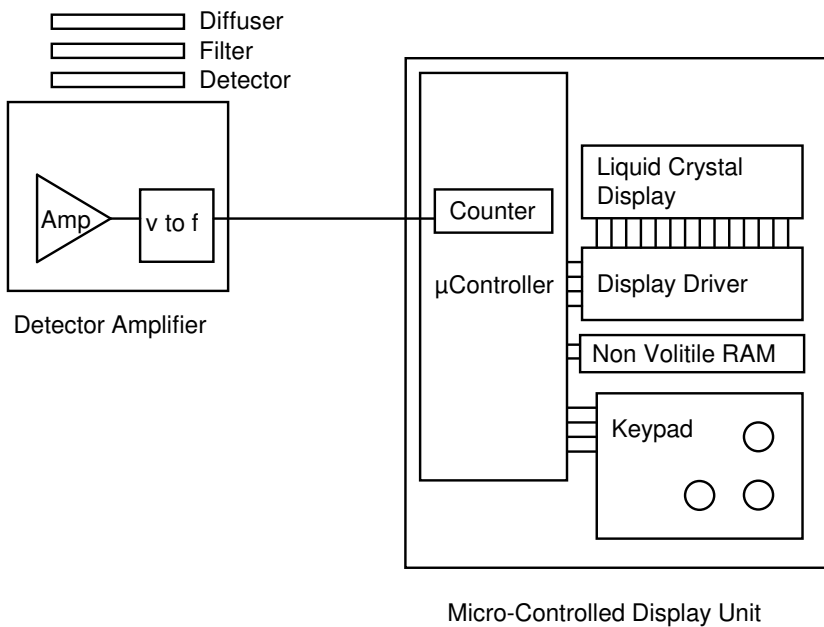 Diffuser
Filter
Detector
Amp
v to f
Detector Amplifier
Counter
µController
Liquid Crystal
Display
Display Driver
Non Volitile RAM
Keypad
Micro-Controlled Display Unit